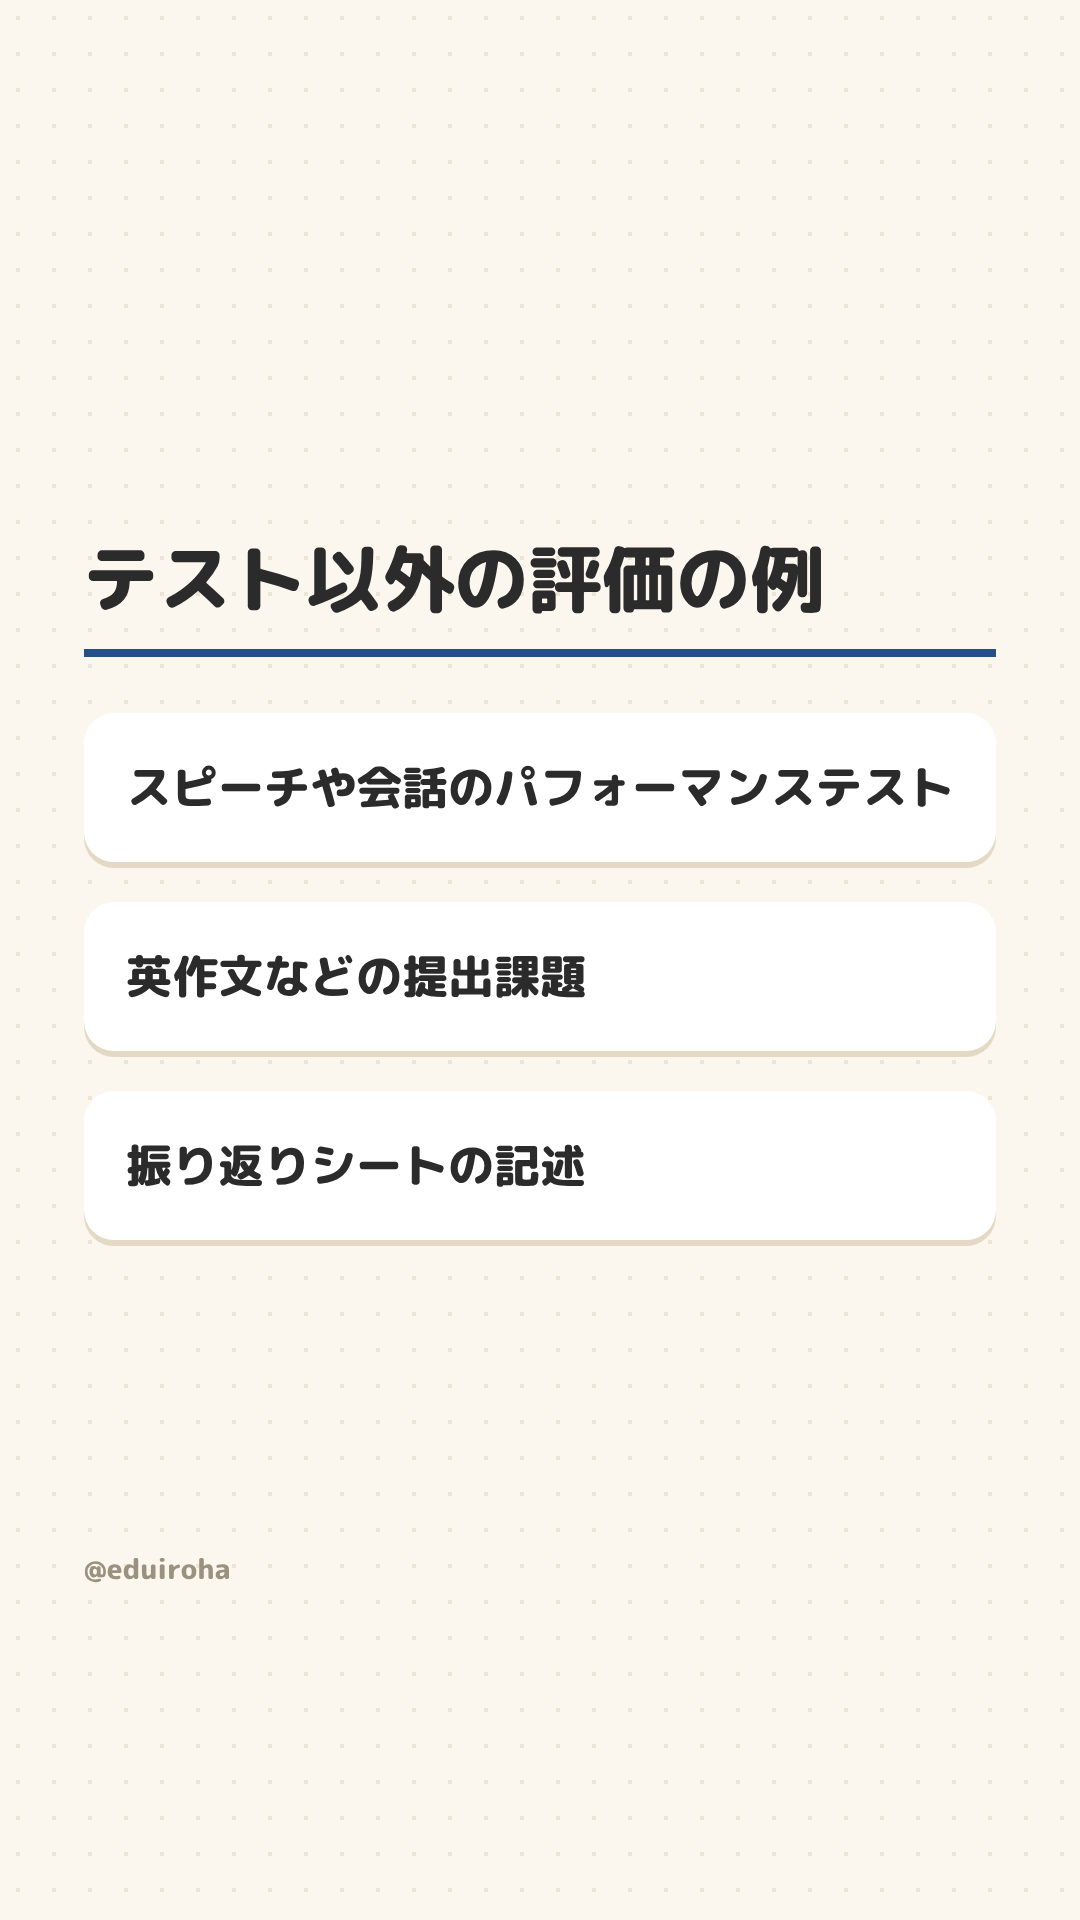 テスト以外の評価の例
スピーチや会話のパフォーマンステスト
英作文などの提出課題
振り返りシートの記述
@eduiroha